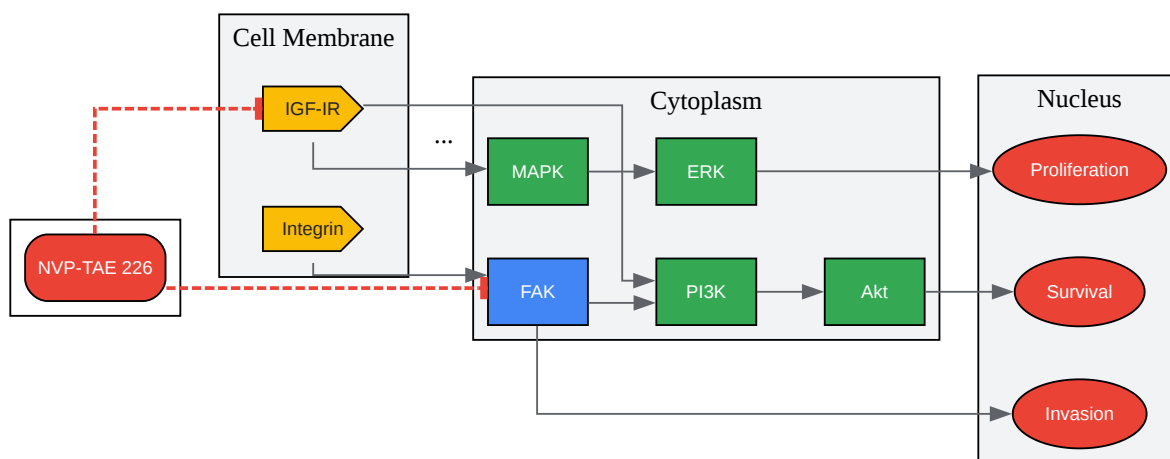 Cell Membrane
IGF-IR
Integrin
...
NVP-TAE 226
Cytoplasm
MAPK
ERK
FAK
PI3K
Akt
Nucleus
Proliferation
Survival
Invasion